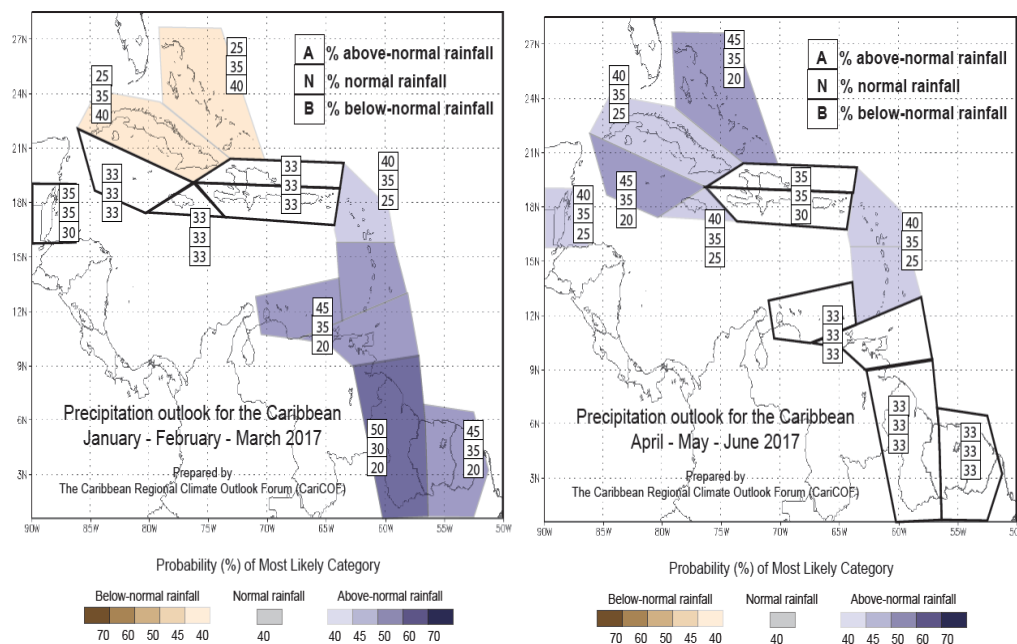 27N
24N
21N
18N
15N
12N
9N
6N
3N
90W
85W
80W
75W
70W
65W
60W
55W
50W
A % above-normal rainfall
N % normal rainfall
B % below-normal rainfall
25
35
40
25
35
40
33
33
33
33
33
33
40
35
25
35
35
30
33
33
33
45
35
20
50
30
20
45
35
20
Precipitation outlook for the Caribbean
January - February - March 2017
Prepared by
The Caribbean Regional Climate Outlook Forum (CariCOF)
Probability (%) of Most Likely Category
Below-normal rainfall
70 60 50 45 40
Normal rainfall
40
Above-normal rainfall
40 45 50 60 70
27N
24N
21N
18N
15N
12N
9N
6N
3N
90W
85W
80W
75W
70W
65W
60W
55W
A % above-normal rainfall
N % normal rainfall
B % below-normal rainfall
45
35
20
40
35
25
35
35
30
40
35
25
45
35
20
40
35
25
40
35
25
33
33
33
33
33
33
33
33
33
Precipitation outlook for the Caribbean
April - May - June 2017
Prepared by
The Caribbean Regional Climate Outlook Forum (CariCOF)
Probability (%) of Most Likely Category
Below-normal rainfall
70 60 50 45 40
Normal rainfall
40
Above-normal rainfall
40 45 50 60 70